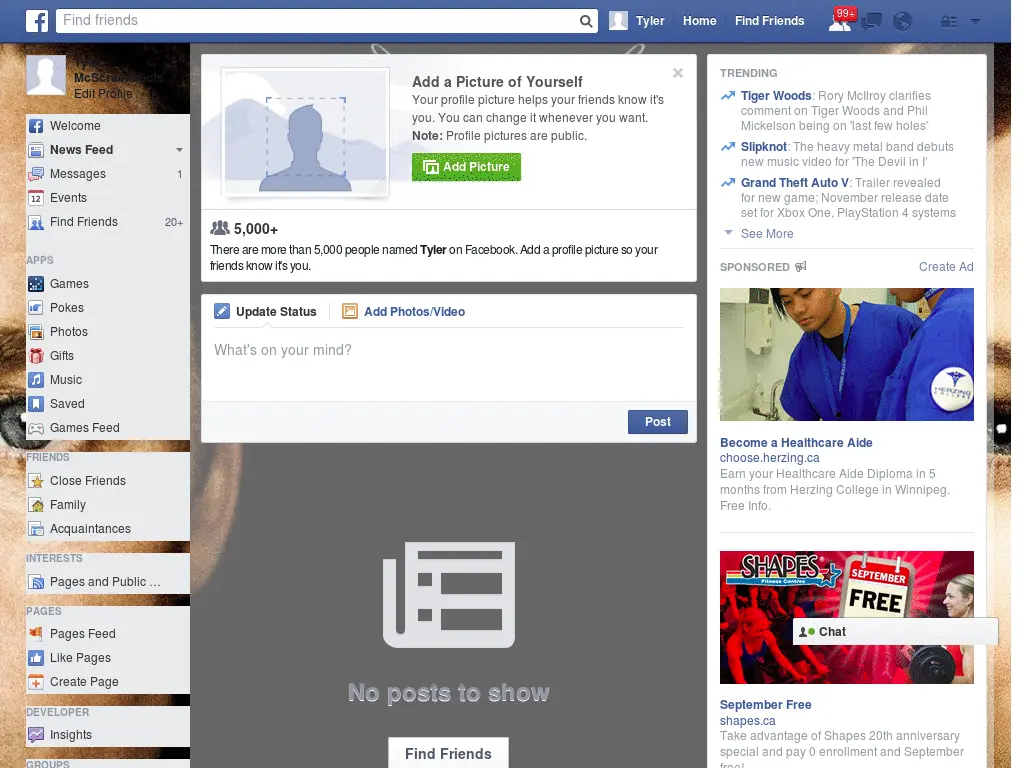 Find friends
Tyler
Home
Find Friends
99+
Edit Profile
Welcome
News Feed
Messages 1
Events
Find Friends 20+
APPS
Games
Pokes
Photos
Gifts
Music
Saved
Games Feed
FRIENDS
Close Friends
Family
Acquaintances
INTERESTS
Pages and Public ...
PAGES
Pages Feed
Like Pages
Create Page
DEVELOPER
Insights
GROUPS
Add a Picture of Yourself
Your profile picture helps your friends know it's
you. You can change it whenever you want.
Note: Profile pictures are public.
Add Picture
5,000+
There are more than 5,000 people named Tyler on Facebook. Add a profile picture so your
friends know it's you.
Update Status
Add Photos/Video
What's on your mind?
Post
No posts to show
Find Friends
TRENDING
Tiger Woods: Rory McIlroy clarifies
comment on Tiger Woods and Phil
Mickelson being on 'last few holes'
Slipknot: The heavy metal band debuts
new music video for 'The Devil in I'
Grand Theft Auto V: Trailer revealed
for new game; November release date
set for Xbox One, PlayStation 4 systems
See More
SPONSORED
Create Ad
HERZING
COLLEGE
Become a Healthcare Aide
choose.herzing.ca
Earn your Healthcare Aide Diploma in 5
months from Herzing College in Winnipeg.
Free Info.
SHAPES
Fitness Centres
SEPTEMBER
FREE
Chat
September Free
shapes.ca
Take advantage of Shapes 20th anniversary
special and pay 0 enrollment and September
free!